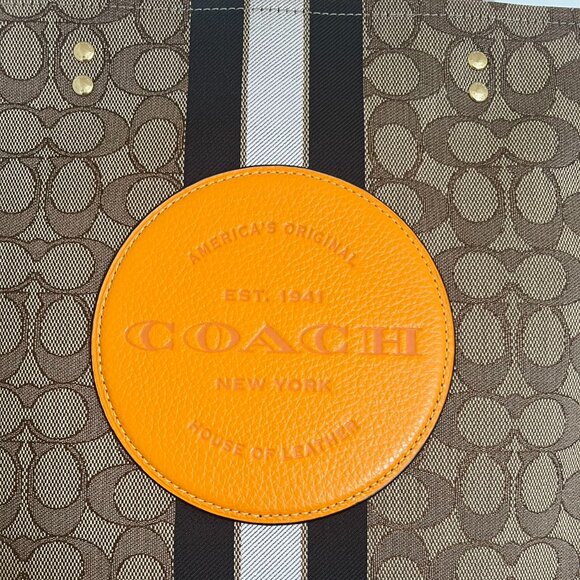 AMERICA'S ORIGINAL
EST. 1941
COACH
NEW YORK
HOUSE OF LEATHER